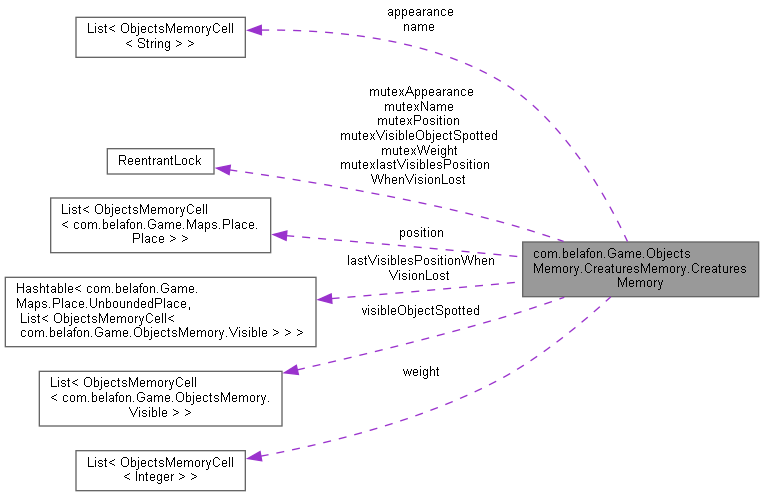 appearance
name
List< ObjectsMemoryCell
< String > >
mutexAppearance
mutexName
mutexPosition
mutexVisibleObjectSpotted
mutexWeight
mutexlastVisiblesPosition
WhenVisionLost
ReentrantLock
List< ObjectsMemoryCell
< com.belafon.Game.Maps.Place.
Place > >
position
com.belafon.Game.Objects
Memory.CreaturesMemory.Creatures
Memory
lastVisiblesPositionWhen
VisionLost
Hashtable< com.belafon.Game.
Maps.Place.UnboundedPlace,
List< ObjectsMemoryCell<
com.belafon.Game.ObjectsMemory.Visible > > >
visibleObjectSpotted
List< ObjectsMemoryCell
< com.belafon.Game.ObjectsMemory.
Visible > >
weight
List< ObjectsMemoryCell
< Integer > >